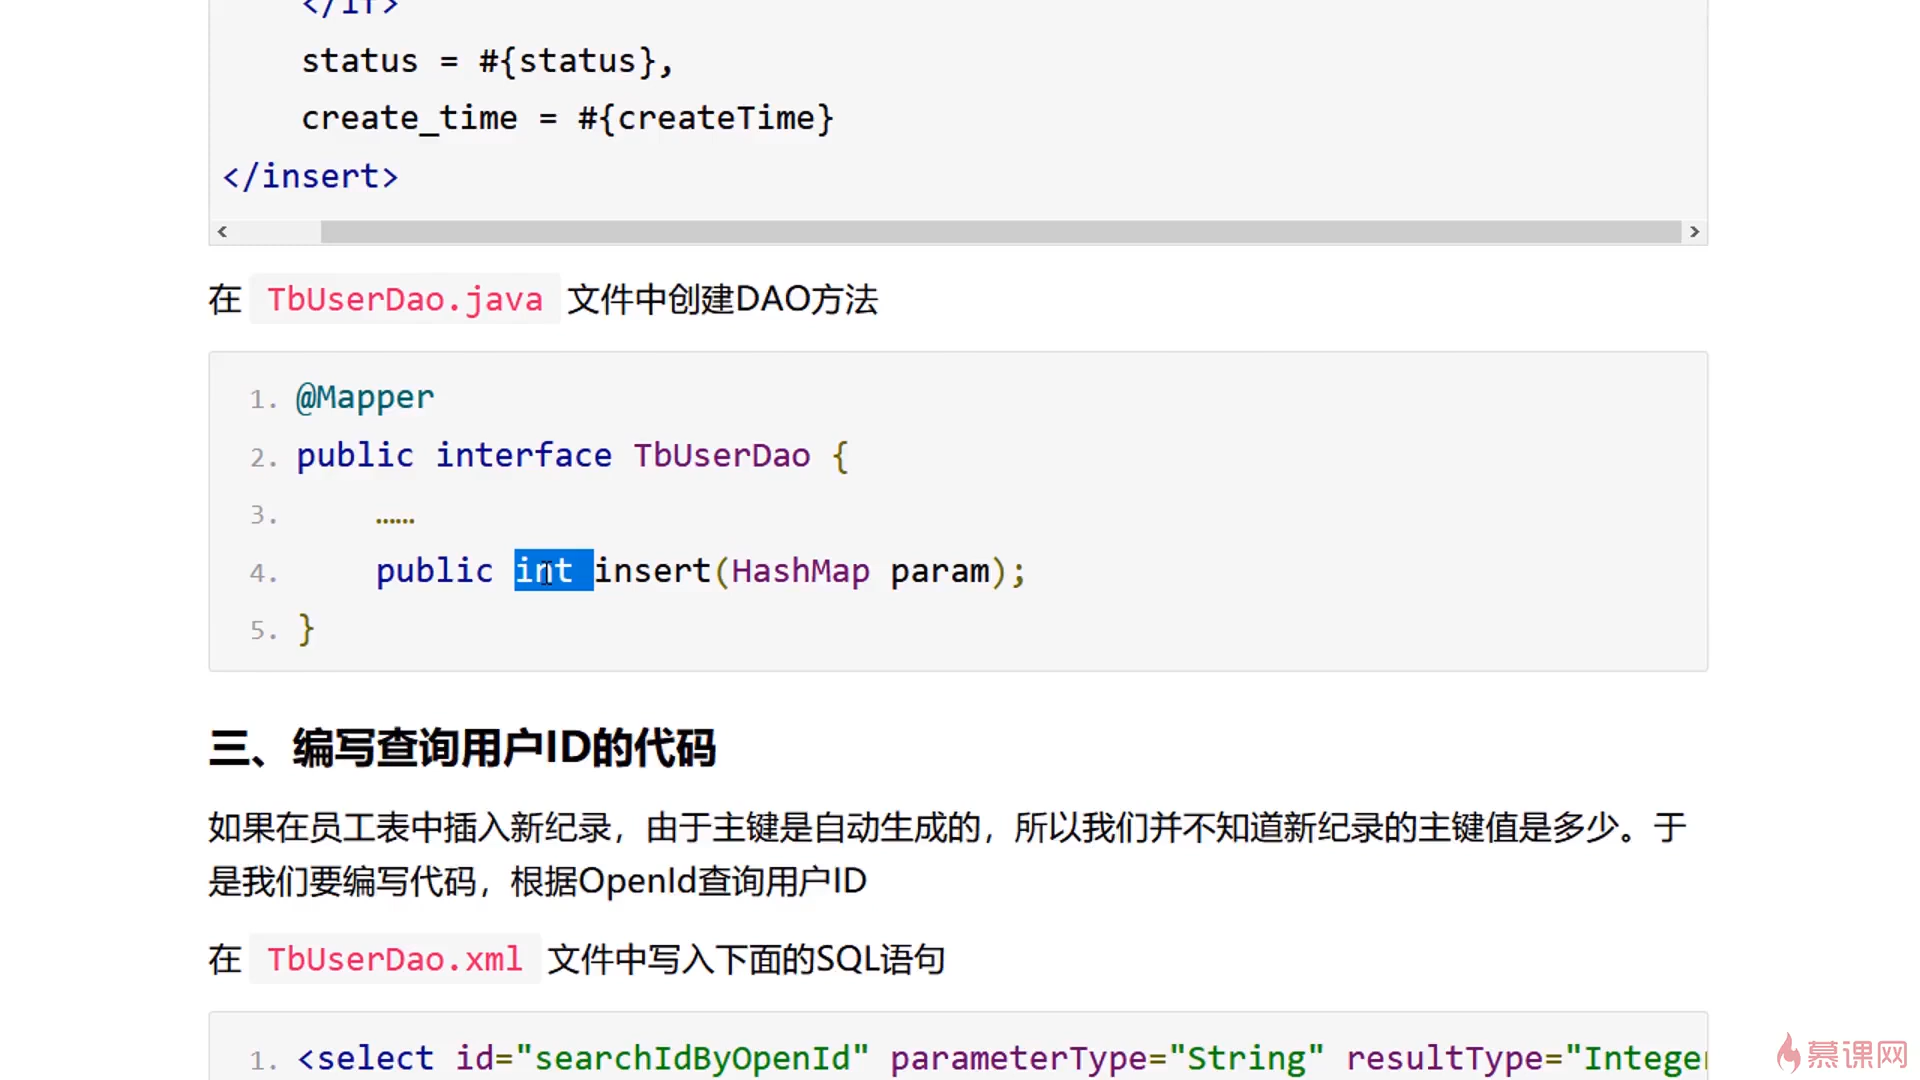 </if>
status = #{status},
create_time = #{createTime}
</insert>
在 TbUserDao.java 文件中创建DAO方法
1. @Mapper
2. public interface TbUserDao {
3. ……
4. public int insert(HashMap param);
5. }
三、编写查询用户ID的代码
如果在员工表中插入新纪录，由于主键是自动生成的，所以我们并不知道新纪录的主键值是多少。于
是我们要编写代码，根据OpenId查询用户ID
在 TbUserDao.xml 文件中写入下面的SQL语句
1. <select id="searchIdByOpenId" parameterType="String" resultType="Integer
慕课网